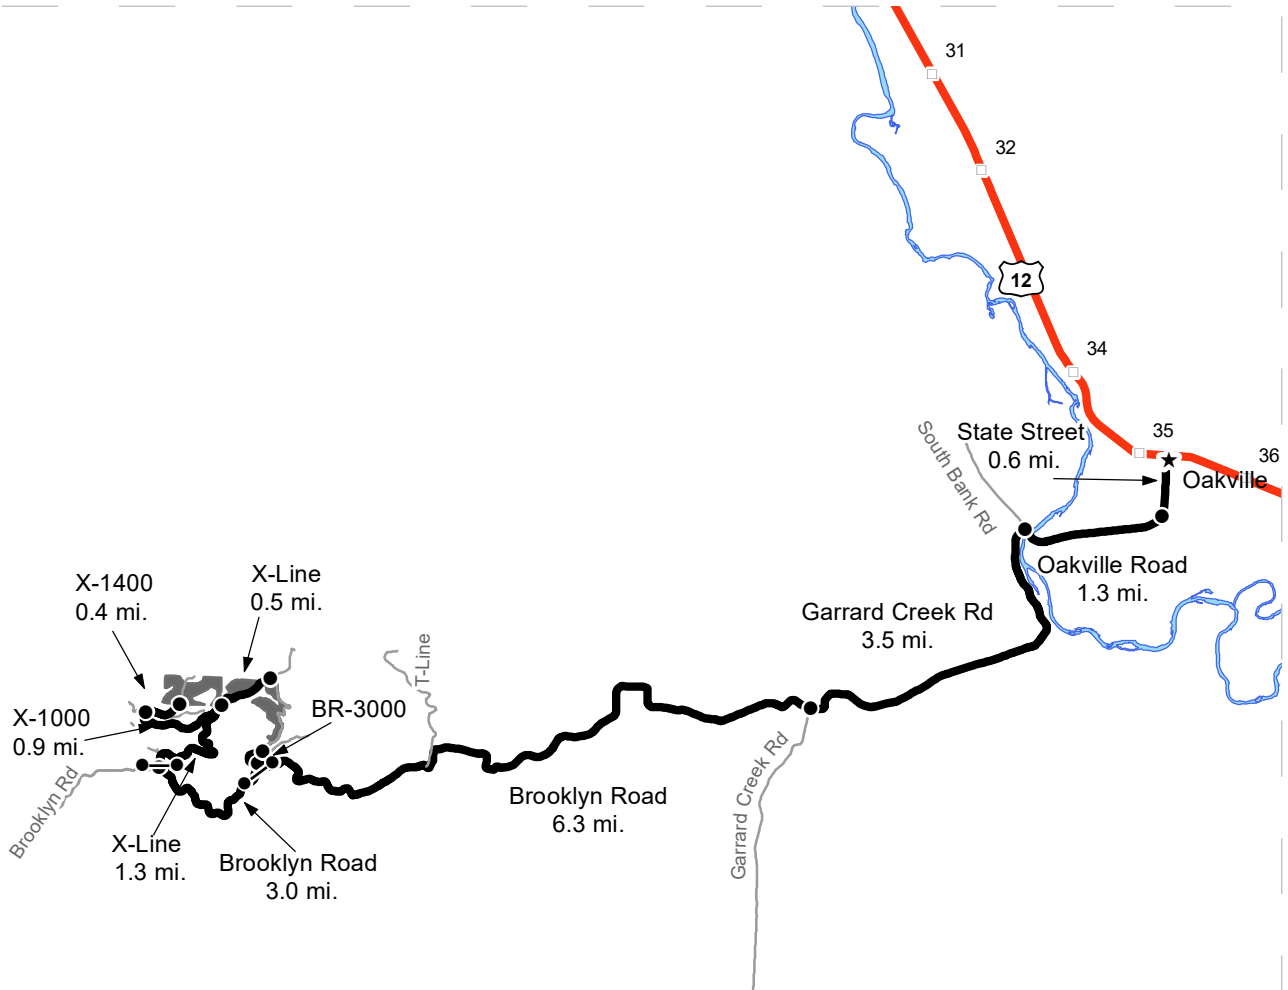 31
32
12
34
35
36
State Street
0.6 mi.
Oakville
South Bank Rd
Oakville Road
1.3 mi.
Garrard Creek Rd
3.5 mi.
X-Line
0.5 mi.
X-1400
0.4 mi.
T-Line
BR-3000
X-1000
0.9 mi.
Brooklyn Rd
Garrard Creek Rd
Brooklyn Road
6.3 mi.
X-Line
1.3 mi.
Brooklyn Road
3.0 mi.